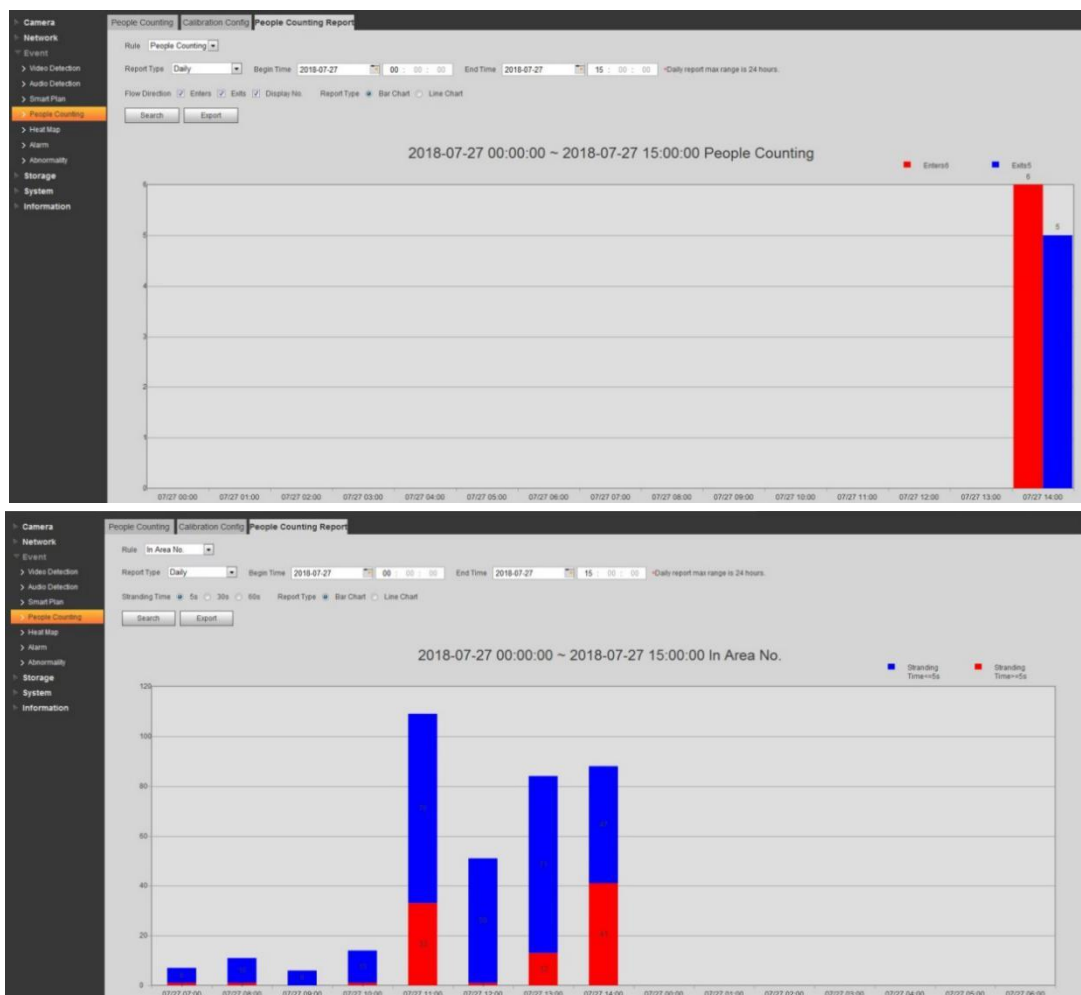 Camera
Network
Event
Video Detection
Audio Detection
Smart Plan
People Counting
Heat Map
Alarm
Abnormality
Storage
System
Information
People Counting Calibration Config People Counting Report
Rule People Counting
Report Type Daily Begin Time 2018-07-27 00 : 00 : 00 End Time 2018-07-27 15 : 00 : 00 *Daily report max range is 24 hours.
Flow Direction Enters Exits Display No. Report Type Bar Chart Line Chart
Search Export
2018-07-27 00:00:00 ~ 2018-07-27 15:00:00 People Counting
Enters6 Exits5
6
5
6
5
4
3
2
1
0
07/27 00:00 07/27 01:00 07/27 02:00 07/27 03:00 07/27 04:00 07/27 05:00 07/27 06:00 07/27 07:00 07/27 08:00 07/27 09:00 07/27 10:00 07/27 11:00 07/27 12:00 07/27 13:00 07/27 14:00
Camera
Network
Event
Video Detection
Audio Detection
Smart Plan
People Counting
Heat Map
Alarm
Abnormality
Storage
System
Information
People Counting Calibration Config People Counting Report
Rule In Area No.
Report Type Daily Begin Time 2018-07-27 00 : 00 : 00 End Time 2018-07-27 15 : 00 : 00 *Daily report max range is 24 hours.
Stranding Time 5s 30s 60s Report Type Bar Chart Line Chart
Search Export
2018-07-27 00:00:00 ~ 2018-07-27 15:00:00 In Area No.
Stranding Stranding
120
100
80
60
40
20
0
07/27 07:00 07/27 08:00 07/27 09:00 07/27 10:00 07/27 11:00 07/27 12:00 07/27 13:00 07/27 14:00 07/27 00:00 07/27 01:00 07/27 02:00 07/27 03:00 07/27 04:00 07/27 05:00 07/27 06:00